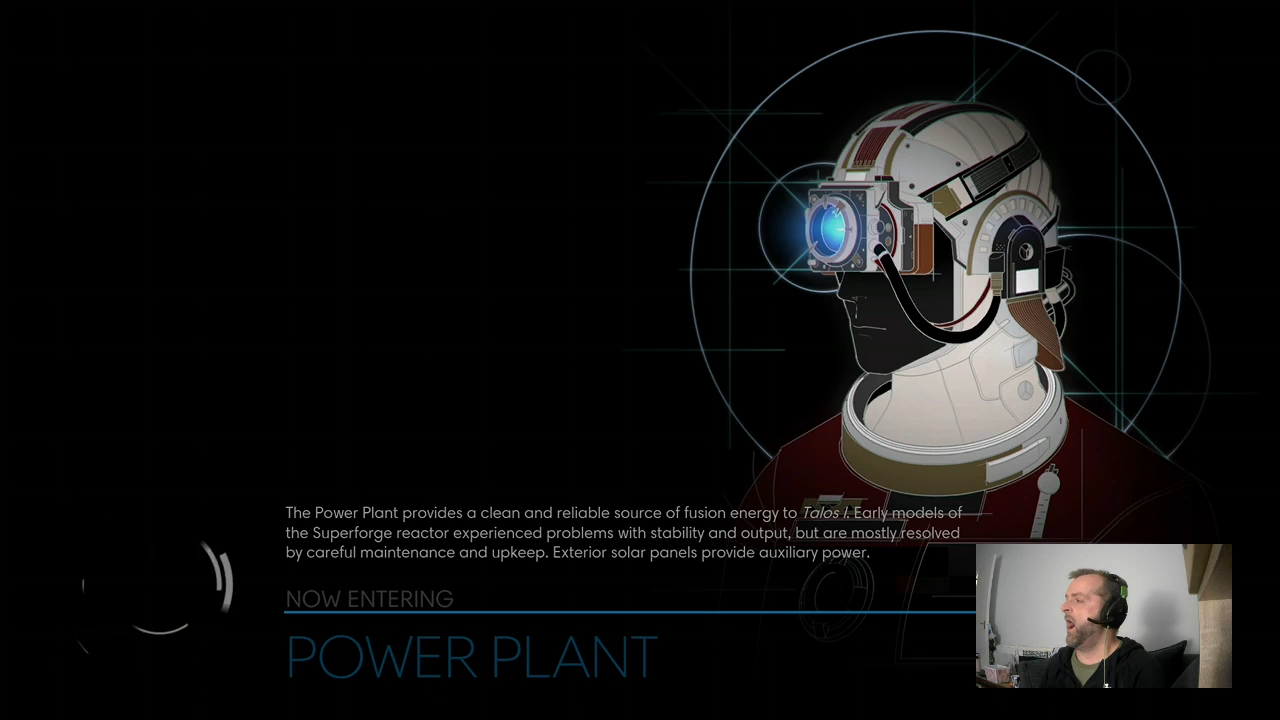 The Power Plant provides a clean and reliable source of fusion energy to Talos I. Early models of
the Superforge reactor experienced problems with stability and output, but are mostly resolved
by careful maintenance and upkeep. Exterior solar panels provide auxiliary power.
NOW ENTERING
POWER PLANT